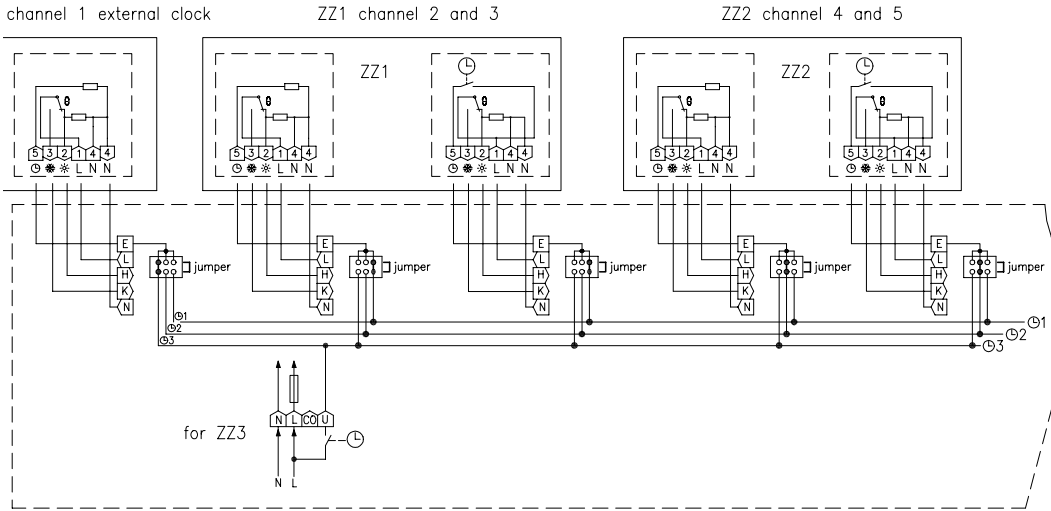 channel 1 external clock ZZ1 channel 2 and 3 ZZ2 channel 4 and 5
ZZ1 ZZ2
θ θ θ θ θ
5 3 2 1 4 4 5 3 2 1 4 4 5 3 2 1 4 4 5 3 2 1 4 4 5 3 2 1 4 4
L N N L N N L N N L N N L N N
E E E E E
L L L L L
H jumper H jumper H jumper H jumper H jumper
K K K K K
N N N N N
1 1
2 2
3 3
N L CO U
for ZZ3
N L